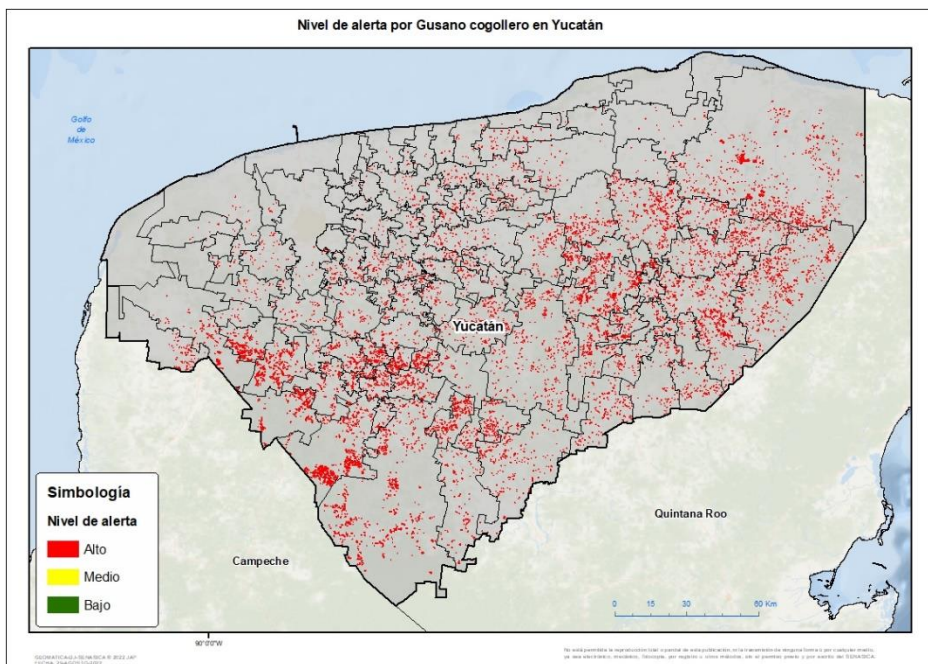 Nivel de alerta por Gusano cogollero en Yucatán
Golfo
de
México
Yucatán
Quintana Roo
Campeche
Simbología
Nivel de alerta
Alto
Medio
Bajo
0 15 30 60 Km
90°0'0"W